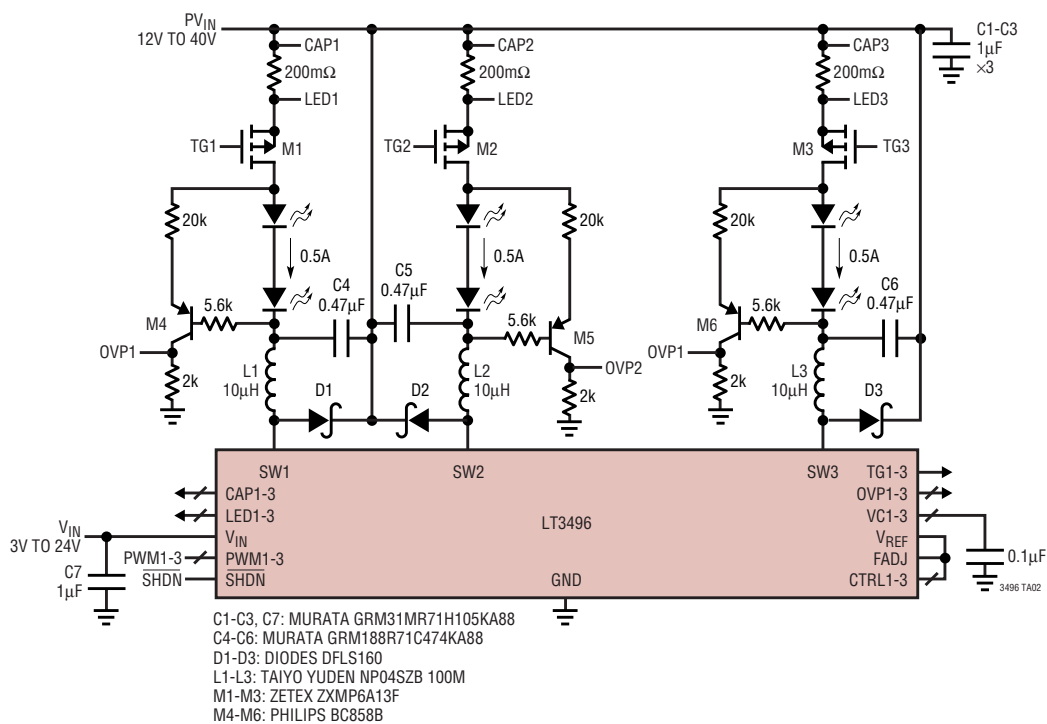 PVIN
12V TO 40V
CAP1
200mΩ
LED1
TG1
M1
20k
0.5A
M4
5.6k
OVP1
2k
C4
0.47µF
L1
10µH
D1
CAP2
200mΩ
LED2
TG2
M2
20k
0.5A
C5
0.47µF
5.6k
M5
OVP2
2k
L2
10µH
D2
CAP3
200mΩ
LED3
M3
TG3
20k
0.5A
M6
5.6k
OVP1
2k
C6
0.47µF
L3
10µH
D3
C1-C3
1µF
×3
SW1
SW2
SW3
CAP1-3
LED1-3
VIN
PWM1-3
SHDN
LT3496
GND
TG1-3
OVP1-3
VC1-3
VREF
FADJ
CTRL1-3
VIN
3V TO 24V
C7
1µF
PWM1-3
SHDN
0.1µF
3496 TA02
C1-C3, C7: MURATA GRM31MR71H105KA88
C4-C6: MURATA GRM188R71C474KA88
D1-D3: DIODES DFLS160
L1-L3: TAIYO YUDEN NP04SZB 100M
M1-M3: ZETEX ZXMP6A13F
M4-M6: PHILIPS BC858B